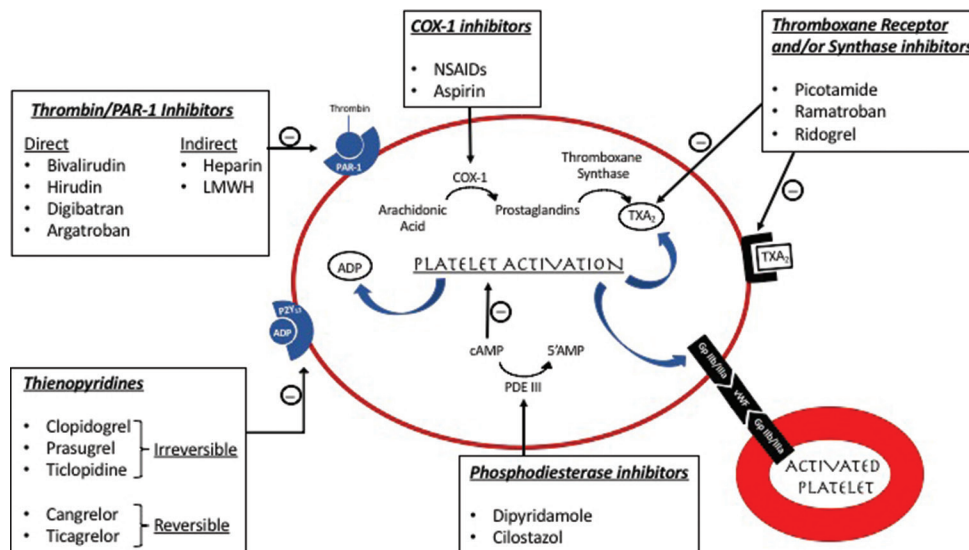 COX-1 inhibitors
• NSAIDs
• Aspirin
Thromboxane Receptor
and/or Synthase inhibitors
• Picotamide
• Ramatroban
• Ridogrel
Thrombin/PAR-1 Inhibitors
Direct
• Bivalirudin
• Hirudin
• Digibatran
• Argatroban
Indirect
• Heparin
• LMWH
Thrombin
PAR-1
COX-1
Thromboxane
Synthase
Arachidonic
Acid
Prostaglandins
TXA₂
TXA₂
ADP
PLATELET ACTIVATION
ADP
cAMP
5'AMP
PDE III
Gp IIb/IIIa
vWF
Gp IIb/IIIa
ACTIVATED
PLATELET
Thienopyridines
• Clopidogrel
• Prasugrel
• Ticlopidine
Irreversible
• Cangrelor
• Ticagrelor
Reversible
Phosphodiesterase inhibitors
• Dipyridamole
• Cilostazol